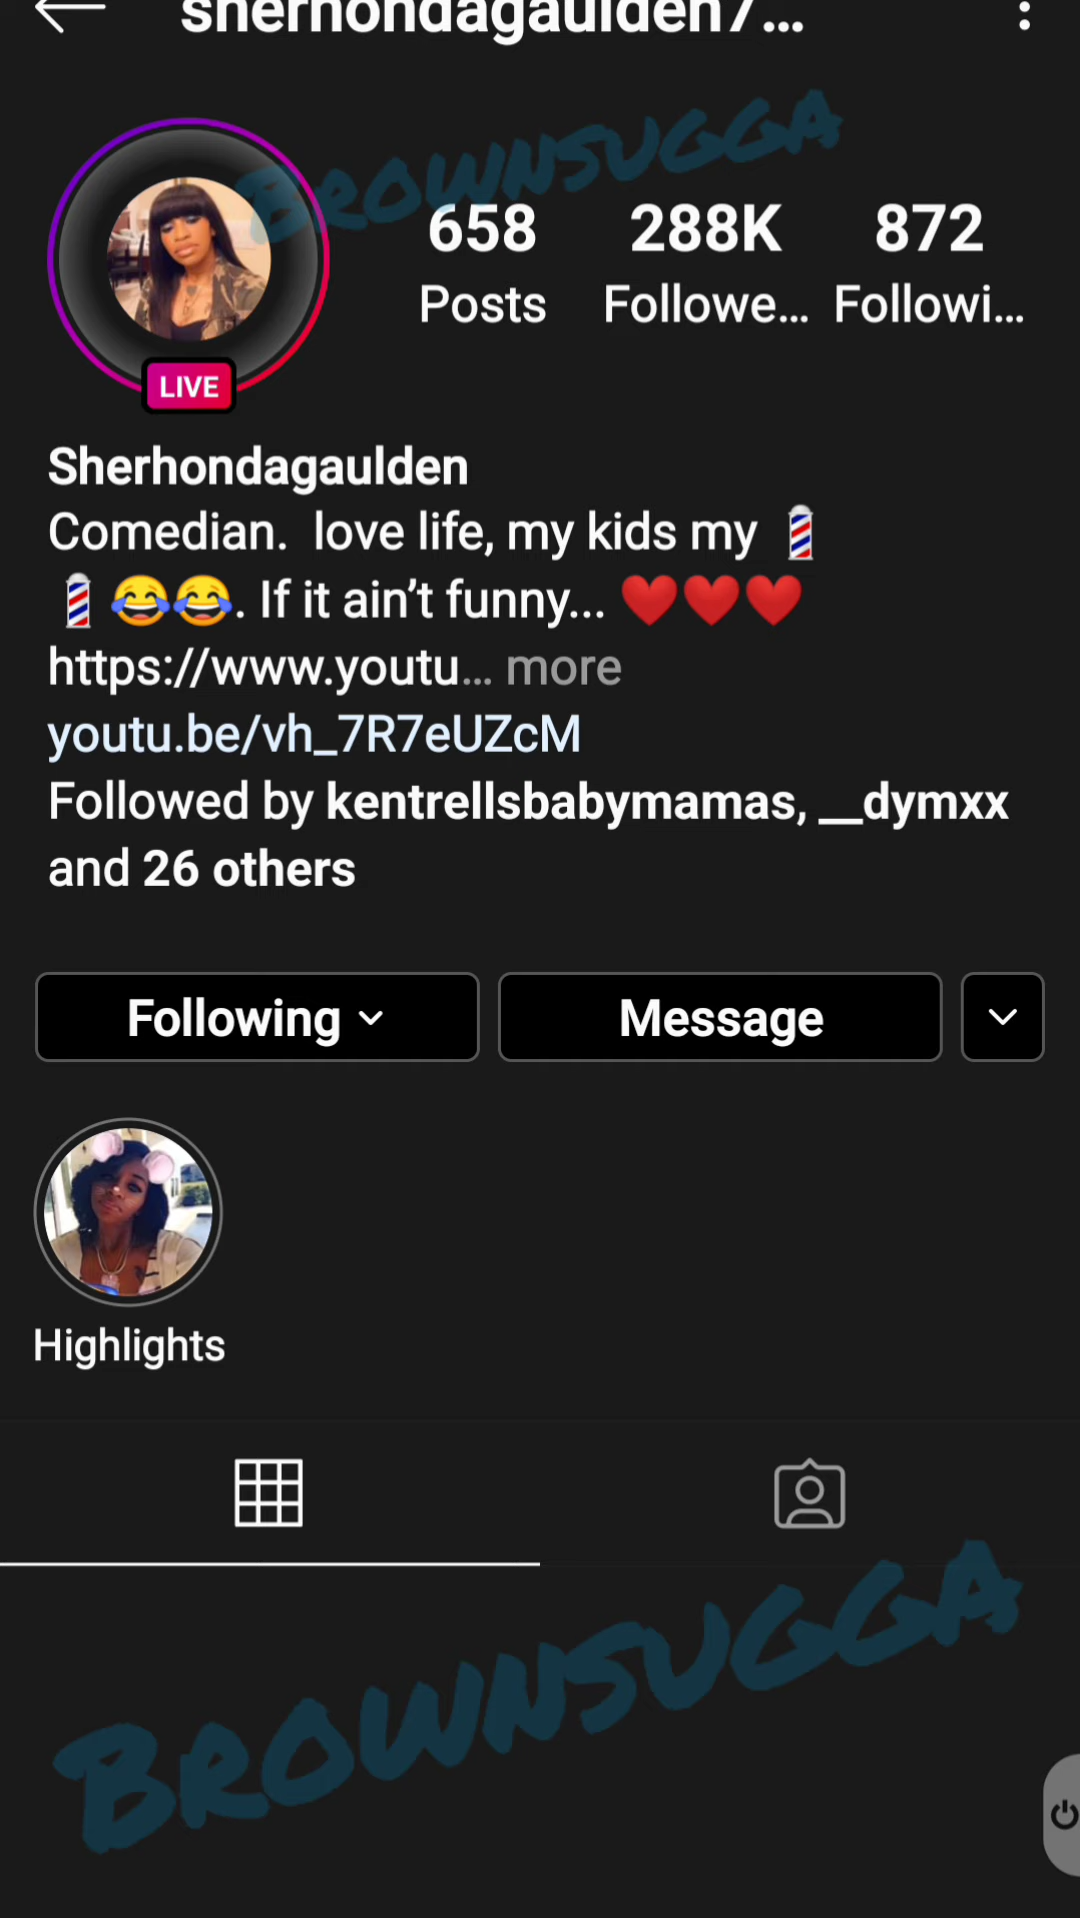 sherhondagaulden7...
BROWNSUGGA
658 288K 872
Posts Followe... Followi...
LIVE
Sherhondagaulden
Comedian. love life, my kids my 💈
💈😂😂. If it ain’t funny... ❤️❤️❤️
https://www.youtu... more
youtu.be/vh_7R7eUZcM
Followed by kentrellsbabymamas, __dymxx
and 26 others
Following Message
Highlights
BROWNSUGGA